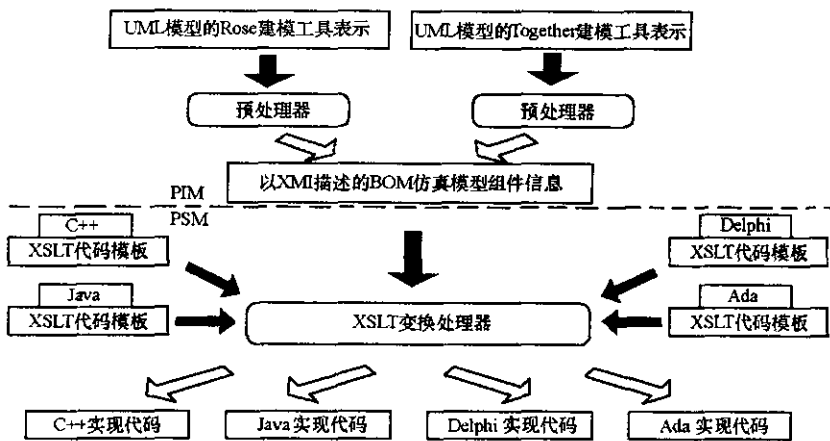 UML模型的Rose建模工具表示
UML模型的Together建模工具表示
预处理器
预处理器
以XMI描述的BOM仿真模型组件信息
PIM
PSM
C++
XSLT代码模板
Delphi
XSLT代码模板
Java
XSLT代码模板
Ada
XSLT代码模板
XSLT变换处理器
C++实现代码
Java实现代码
Delphi 实现代码
Ada 实现代码